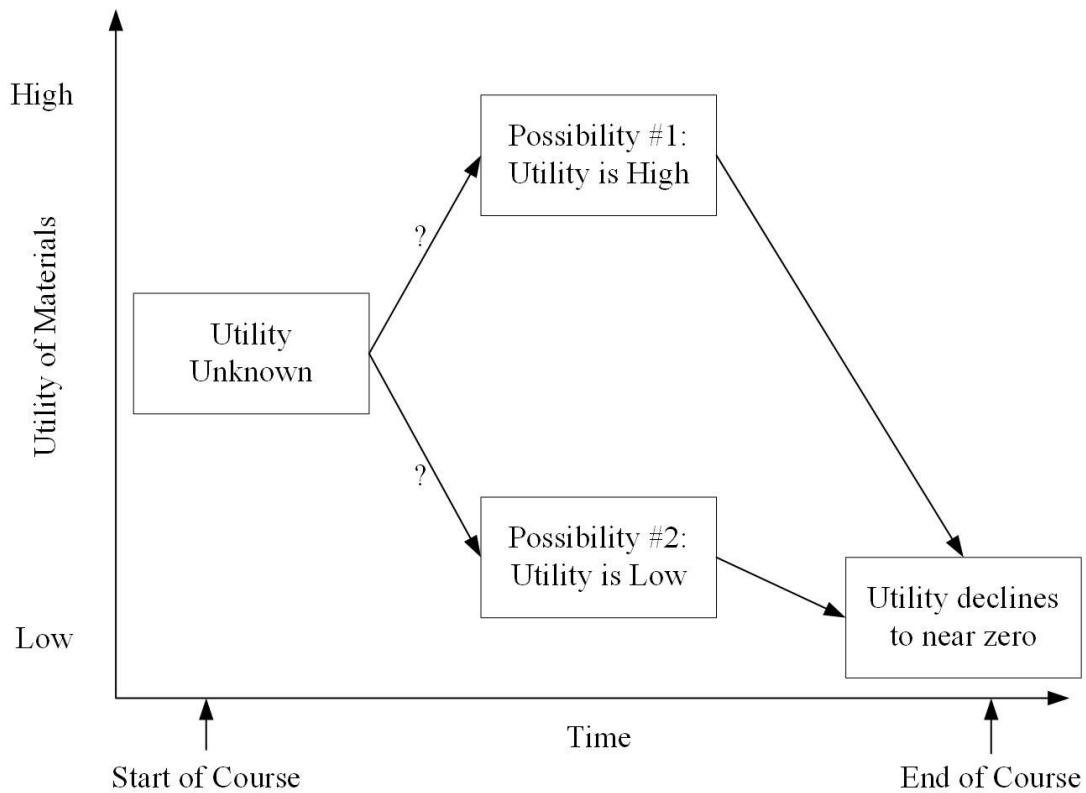 High
Possibility #1:
Utility is High
?
Utility of Materials
Utility
Unknown
?
Possibility #2:
Utility is Low
Utility declines
to near zero
Low
Time
Start of Course
End of Course